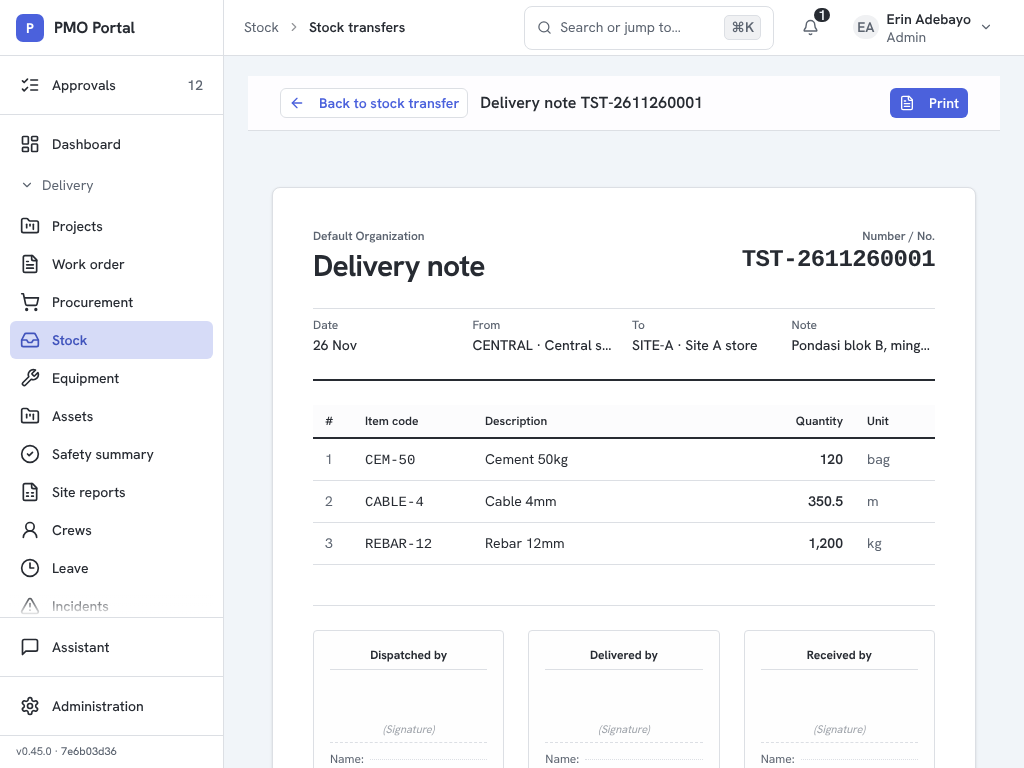 P PMO Portal
Stock > Stock transfers
Search or jump to... ⌘K
1
EA
Erin Adebayo
Admin
Approvals 12
Dashboard
Delivery
Projects
Work order
Procurement
Stock
Equipment
Assets
Safety summary
Site reports
Crews
Leave
Incidents
Assistant
Administration
v0.45.0 · 7e6b03d36
Back to stock transfer
Delivery note TST-2611260001
Print
Default Organization
Delivery note
Number / No.
TST-2611260001
Date From To Note
26 Nov CENTRAL · Central s... SITE-A · Site A store Pondasi blok B, ming...
# Item code Description Quantity Unit
1 CEM-50 Cement 50kg 120 bag
2 CABLE-4 Cable 4mm 350.5 m
3 REBAR-12 Rebar 12mm 1,200 kg
Dispatched by Delivered by Received by
(Signature) (Signature) (Signature)
Name: Name: Name: